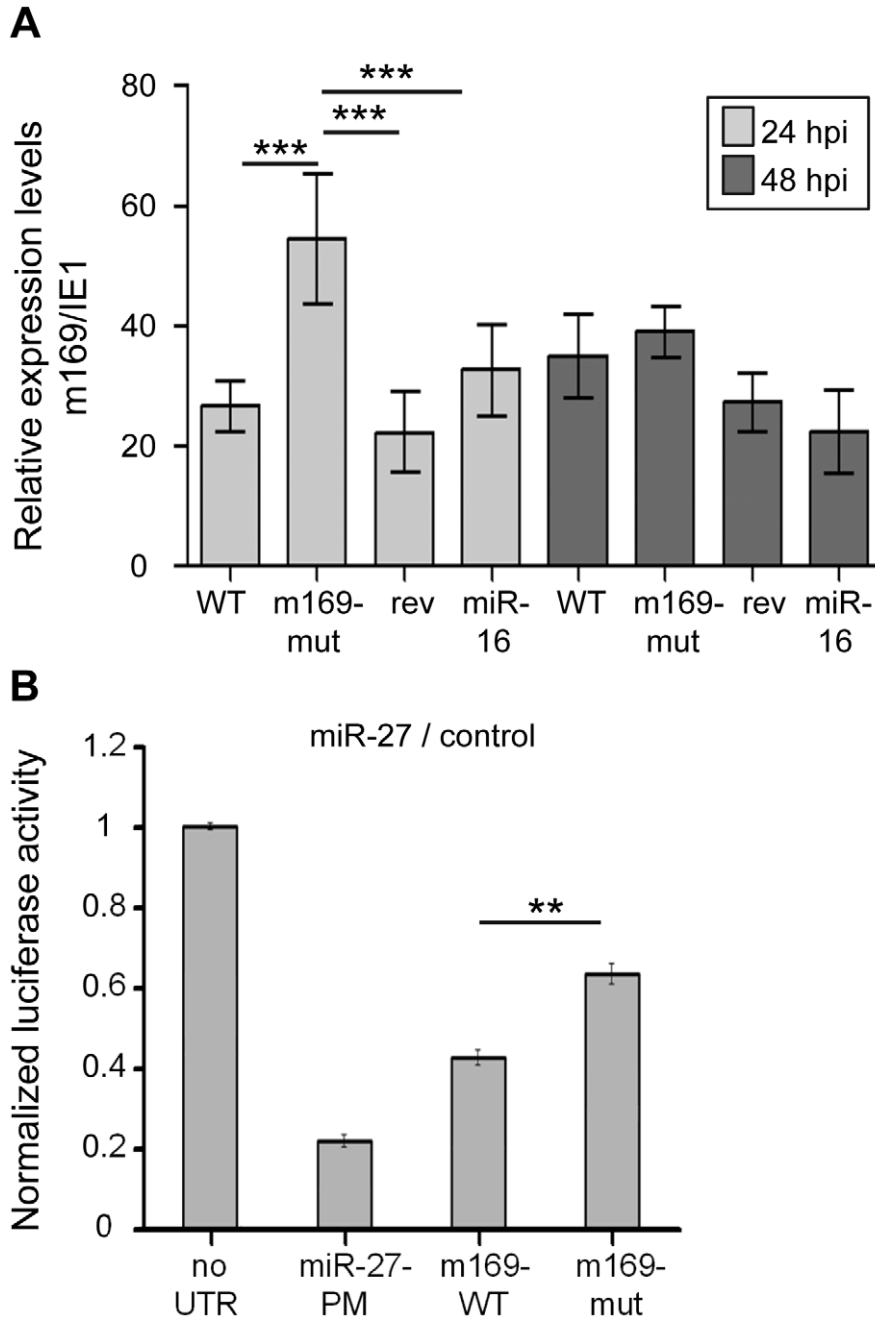 A
Relative expression levels
m169/IE1
80
60
40
20
0
***
***
***
24 hpi
48 hpi
WT m169- rev miR- WT m169- rev miR-
mut 16 mut 16
B
Normalized luciferase activity
miR-27 / control
1.2
1
0.8
0.6
0.4
0.2
0
**
no miR-27- m169- m169-
UTR PM WT mut